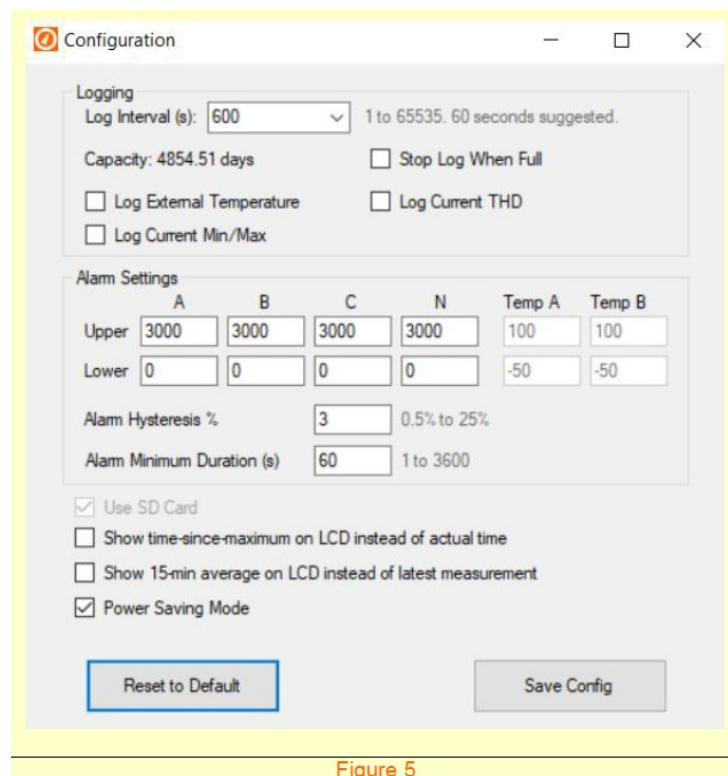 Configuration
Logging
Log Interval (s): 600 1 to 65535. 60 seconds suggested.
Capacity: 4854.51 days Stop Log When Full
Log External Temperature Log Current THD
Log Current Min/Max
Alarm Settings
A B C N Temp A Temp B
Upper 3000 3000 3000 3000 100 100
Lower 0 0 0 0 -50 -50
Alarm Hysteresis % 3 0.5% to 25%
Alarm Minimum Duration (s) 60 1 to 3600
Use SD Card
Show time-since-maximum on LCD instead of actual time
Show 15-min average on LCD instead of latest measurement
Power Saving Mode
Reset to Default Save Config
Figure 5